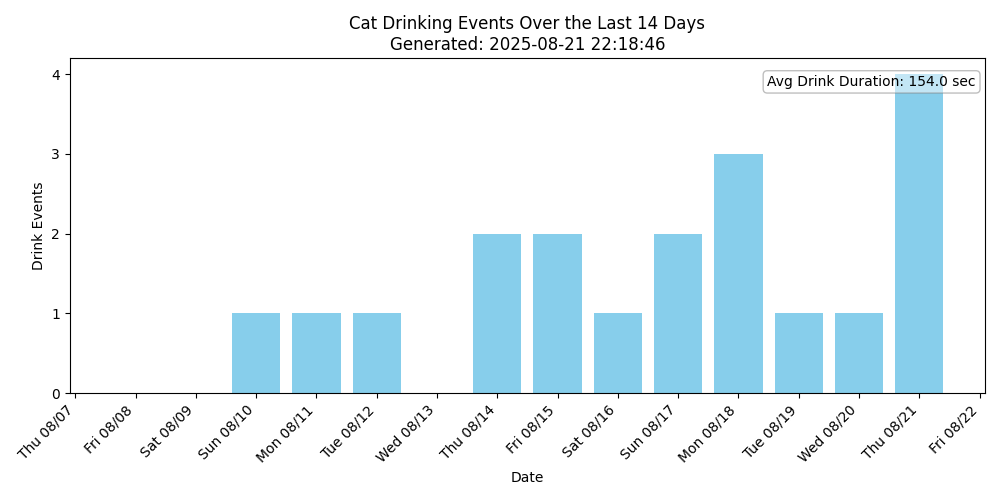 Cat Drinking Events Over the Last 14 Days
Generated: 2025-08-21 22:18:46
Avg Drink Duration: 154.0 sec
Drink Events
4
3
2
1
0
Thu 08/07
Fri 08/08
Sat 08/09
Sun 08/10
Mon 08/11
Tue 08/12
Wed 08/13
Thu 08/14
Fri 08/15
Sat 08/16
Sun 08/17
Mon 08/18
Tue 08/19
Wed 08/20
Thu 08/21
Fri 08/22
Date